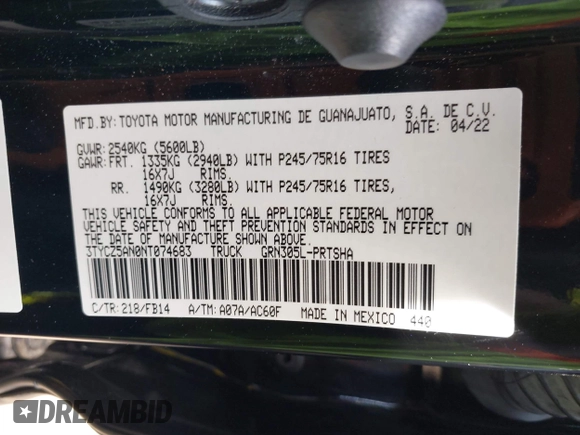 MFD.BY:TOYOTA MOTOR MANUFACTURING DE GUANAJUATO, S.A. DE C.V.
DATE: 04/22
GVWR:2540KG (5600LB)
GAWR:FRT. 1335KG (2940LB) WITH P245/75R16 TIRES
16X7J RIMS.
RR. 1490KG (3280LB) WITH P245/75R16 TIRES,
16X7J RIMS.
THIS VEHICLE CONFORMS TO ALL APPLICABLE FEDERAL MOTOR
VEHICLE SAFETY AND THEFT PREVENTION STANDARDS IN EFFECT ON
THE DATE OF MANUFACTURE SHOWN ABOVE.
3TYCZ5AN0NT074683 TRUCK GRN305L-PRTSHA
C/TR:218/FB14 A/TM:A07A/AC60F MADE IN MEXICO 440
DREAMBID